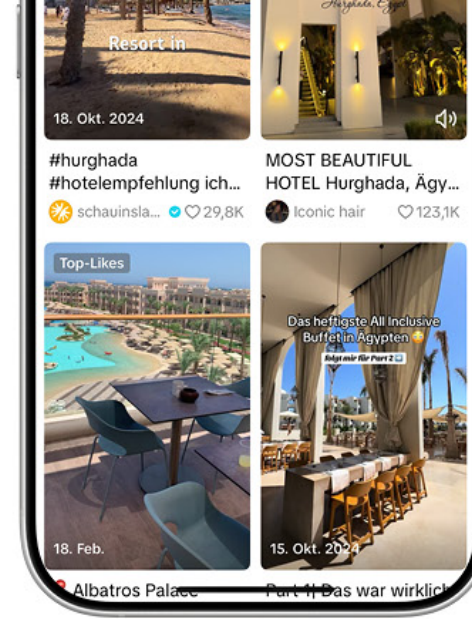 Hurghada, Egypt
Resort in
18. Okt. 2024
#hurghada
#hotelempfehlung ich...
schauinsla... 29,8K
MOST BEAUTIFUL
HOTEL Hurghada, Ägy...
Iconic hair 123,1K
Top-Likes
18. Feb.
Albatros Palace
Das heftigste All Inclusive
Buffet in Ägypten
folgt mir für Part 2
15. Okt. 2024
Part 1| Das war wirklich